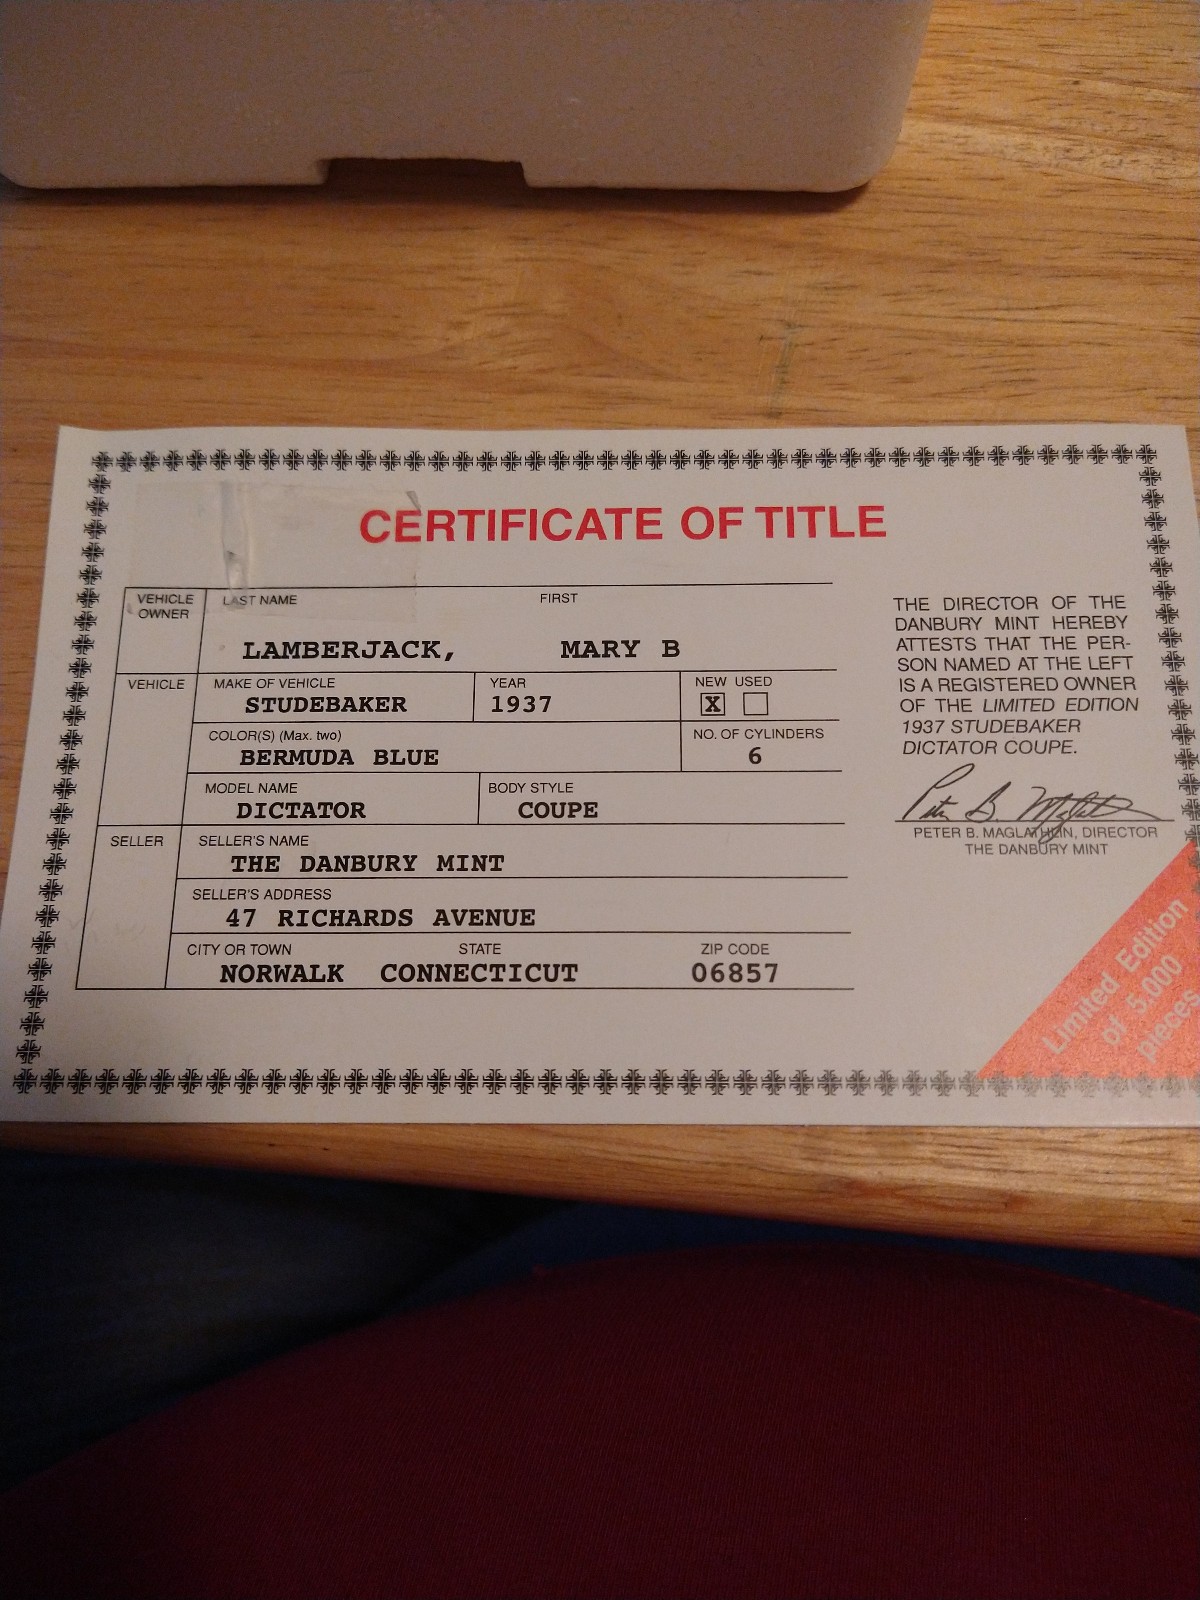 CERTIFICATE OF TITLE
VEHICLE OWNER
LAST NAME FIRST
LAMBERJACK, MARY B
VEHICLE
MAKE OF VEHICLE YEAR NEW USED
STUDEBAKER 1937 X
COLOR(S) (Max. two) NO. OF CYLINDERS
BERMUDA BLUE 6
MODEL NAME BODY STYLE
DICTATOR COUPE
SELLER
SELLER'S NAME
THE DANBURY MINT
SELLER'S ADDRESS
47 RICHARDS AVENUE
CITY OR TOWN STATE ZIP CODE
NORWALK CONNECTICUT 06857
THE DIRECTOR OF THE
DANBURY MINT HEREBY
ATTESTS THAT THE PER-
SON NAMED AT THE LEFT
IS A REGISTERED OWNER
OF THE LIMITED EDITION
1937 STUDEBAKER
DICTATOR COUPE.
Peter B. Maglathlin
PETER B. MAGLATHLIN, DIRECTOR
THE DANBURY MINT
Limited Edition
of 5,000
pieces